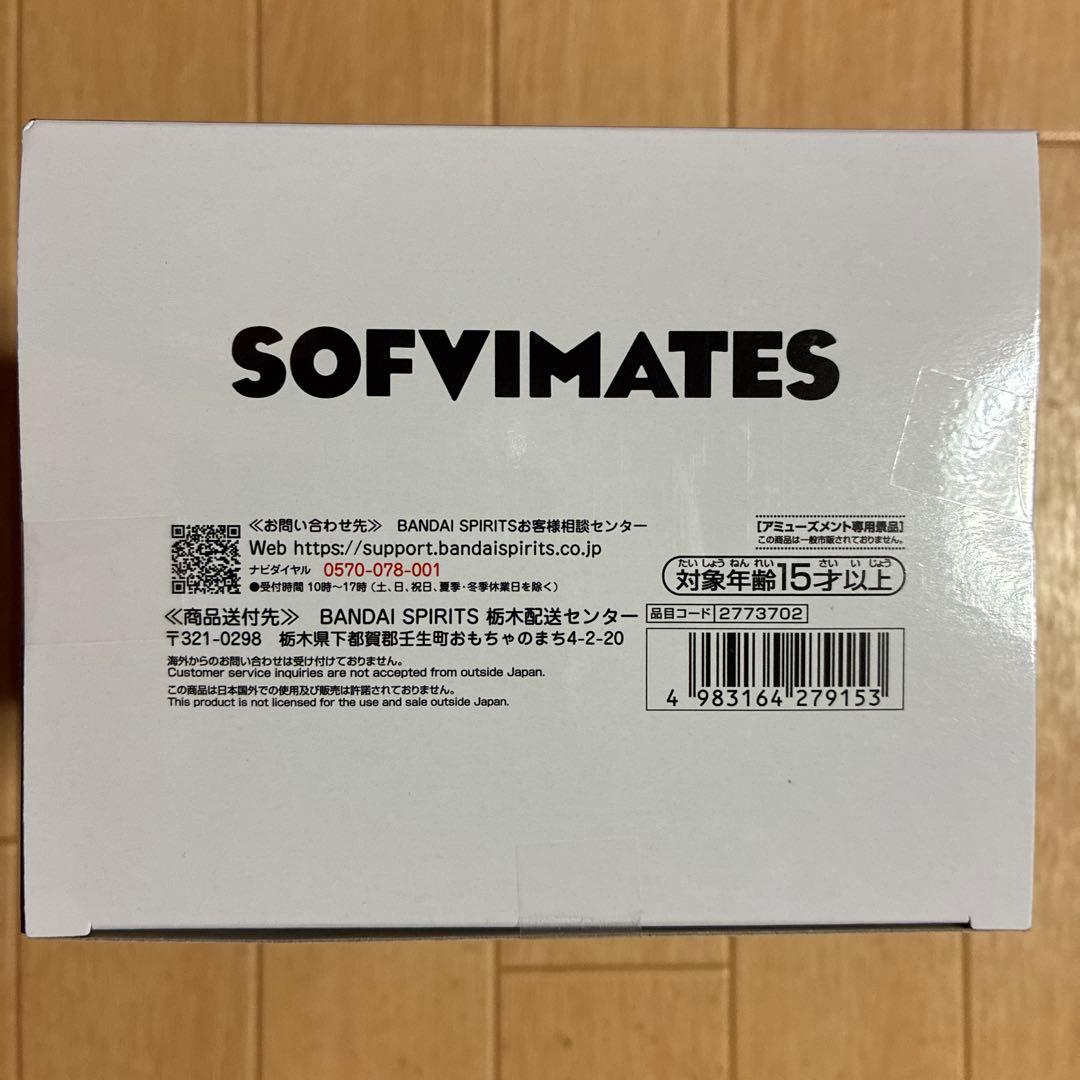 SOFVIMATES
≪お問い合わせ先≫ BANDAI SPIRITSお客様相談センター
Web https://support.bandaispirits.co.jp
ナビダイヤル 0570-078-001
●受付時間 10時～17時 (土、日、祝日、夏季・冬季休業日を除く)
≪商品送付先≫ BANDAI SPIRITS 栃木配送センター
〒321-0298 栃木県下都賀郡壬生町おもちゃのまち4-2-20
海外からのお問い合わせは受け付けておりません。
Customer service inquiries are not accepted from outside Japan.
この商品は日本国外での使用及び販売は許諾されておりません。
This product is not licensed for the use and sale outside Japan.
[アミューズメント専用景品]
この商品は一般市販されておりません。
たいしょうねんれい さいいじょう
対象年齢15才以上
品目コード 2773702
4 983164 279153